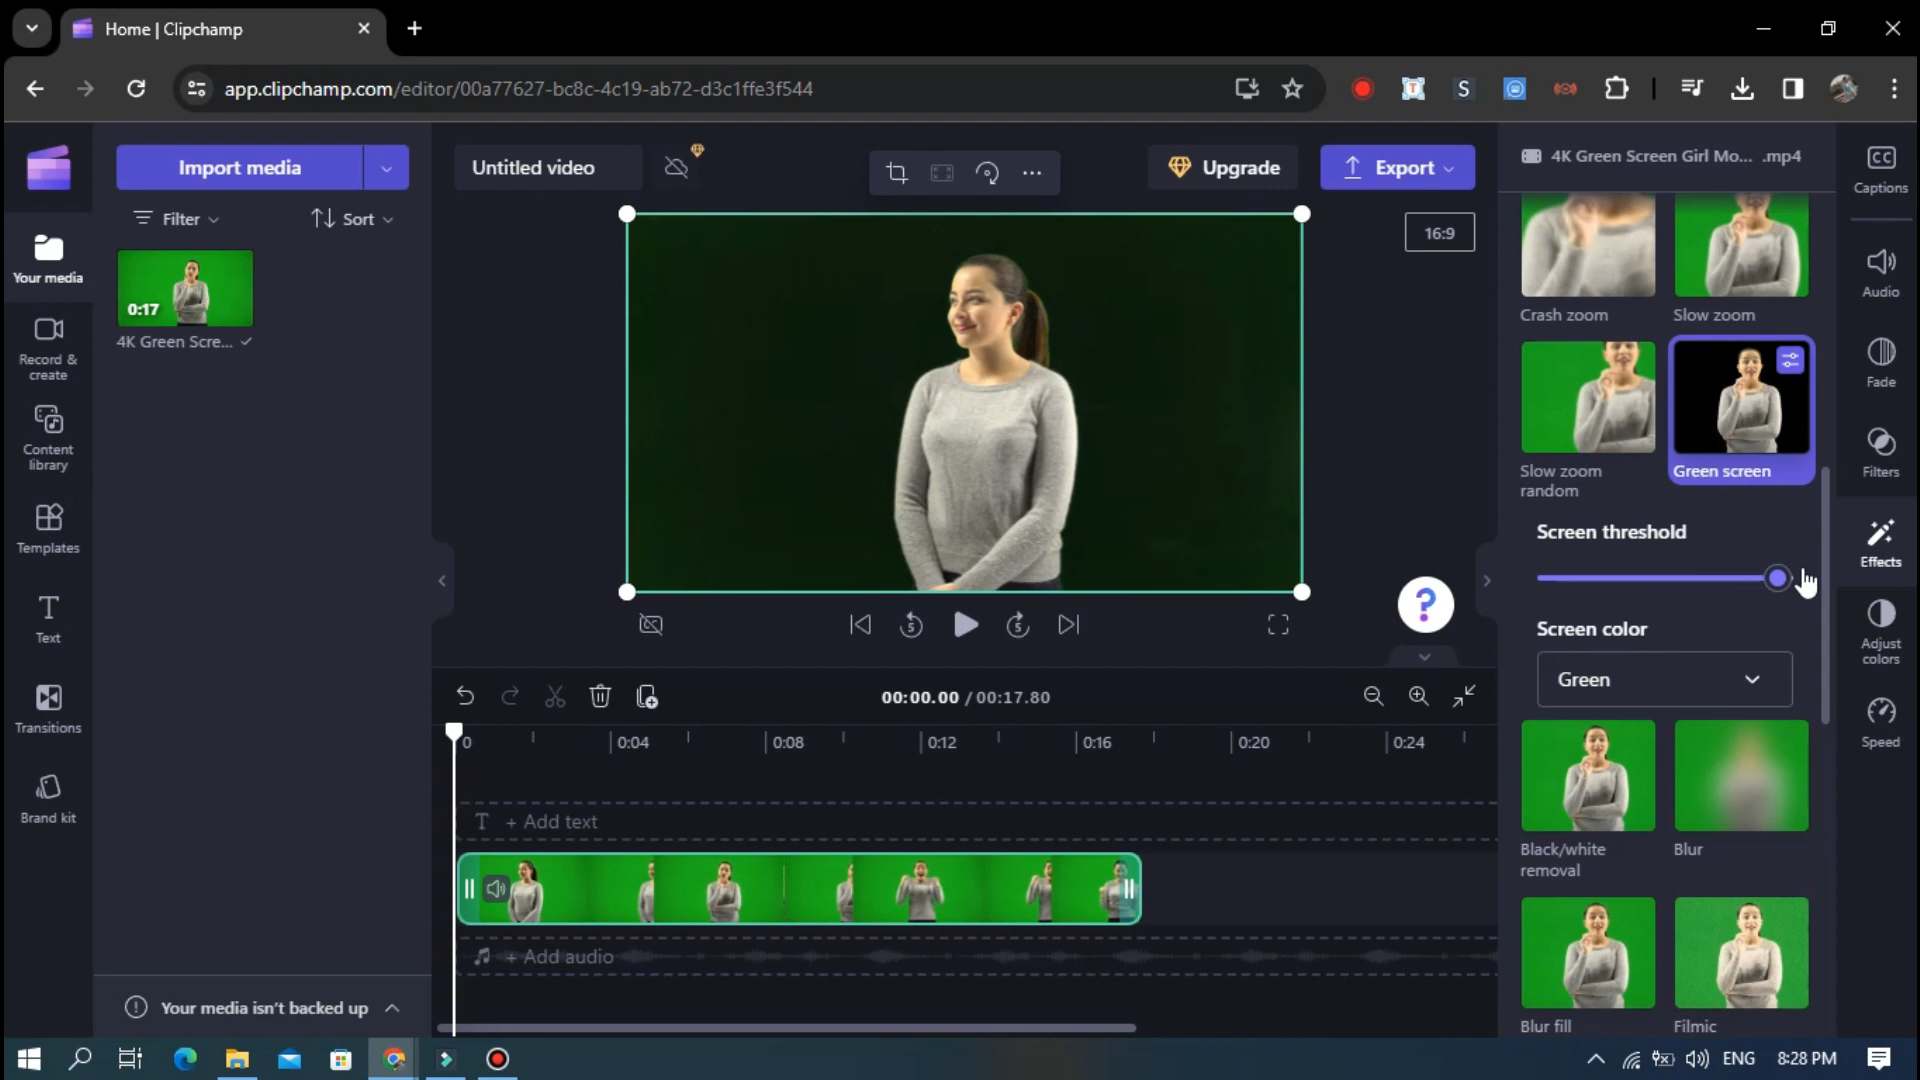 Home | Clipchamp
app.clipchamp.com/editor/00a77627-bc8c-4c19-ab72-d3c1ffe3f544
T
S
Import media
Filter
Sort
0:17
4K Green Scre...
Your media
Record &
create
Content
library
Templates
T
Text
Transitions
Brand kit
Your media isn't backed up
Untitled video
Upgrade
Export
16:9
5
5
?
00:00.00 / 00:17.80
0
0:04
0:08
0:12
0:16
0:20
0:24
T + Add text
+ Add audio
4K Green Screen Girl Mo... .mp4
Crash zoom
Slow zoom
Slow zoom
random
Green screen
Screen threshold
Screen color
Green
Black/white
removal
Blur
Blur fill
Filmic
CC
Captions
Audio
Fade
Filters
Effects
Adjust
colors
Speed
ENG
8:28 PM